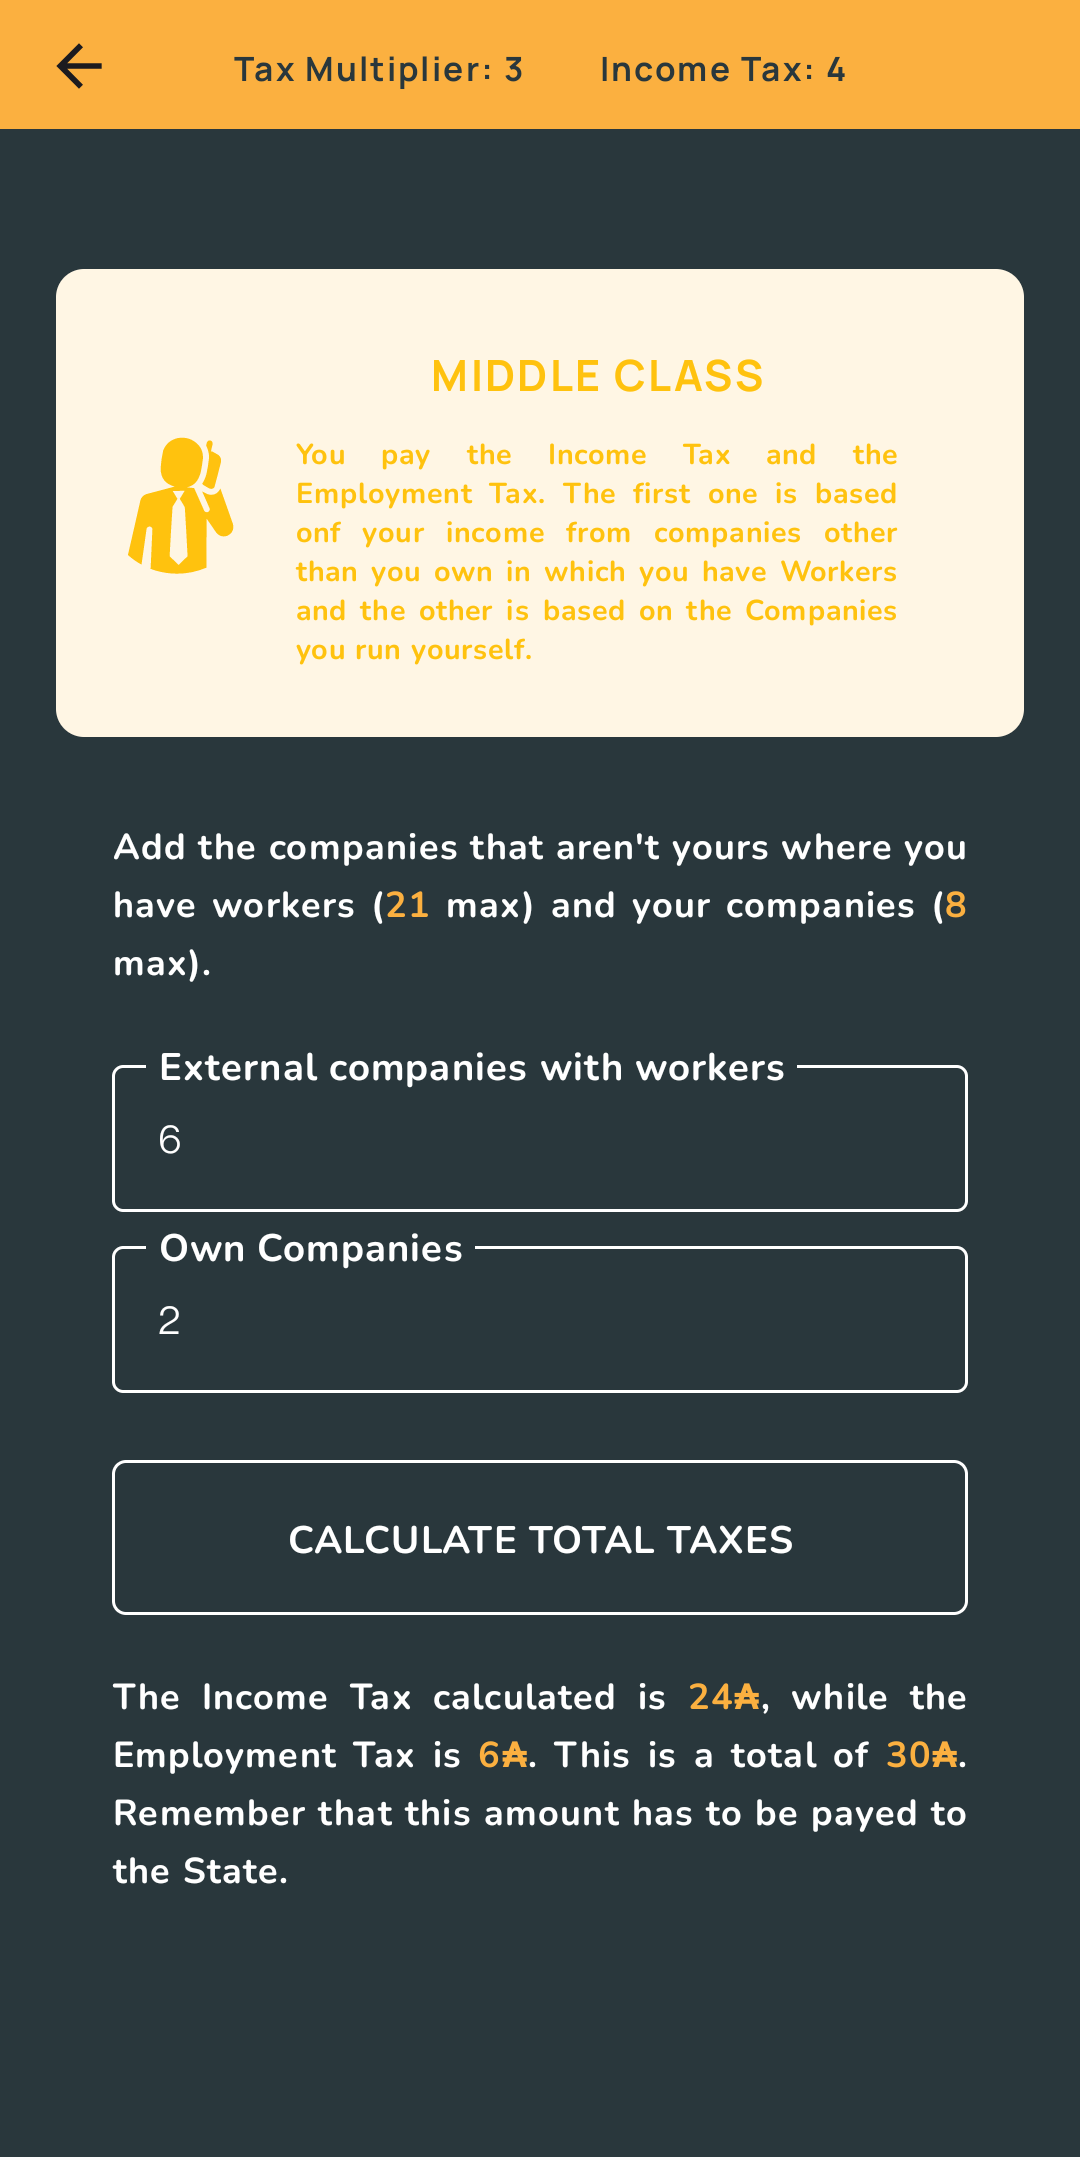 Tax Multiplier: 3 Income Tax: 4
MIDDLE CLASS
You pay the Income Tax and the
Employment Tax. The first one is based
onf your income from companies other
than you own in which you have Workers
and the other is based on the Companies
you run yourself.
Add the companies that aren't yours where you
have workers (21 max) and your companies (8
max).
External companies with workers
6
Own Companies
2
CALCULATE TOTAL TAXES
The Income Tax calculated is 24₳, while the
Employment Tax is 6₳. This is a total of 30₳.
Remember that this amount has to be payed to
the State.